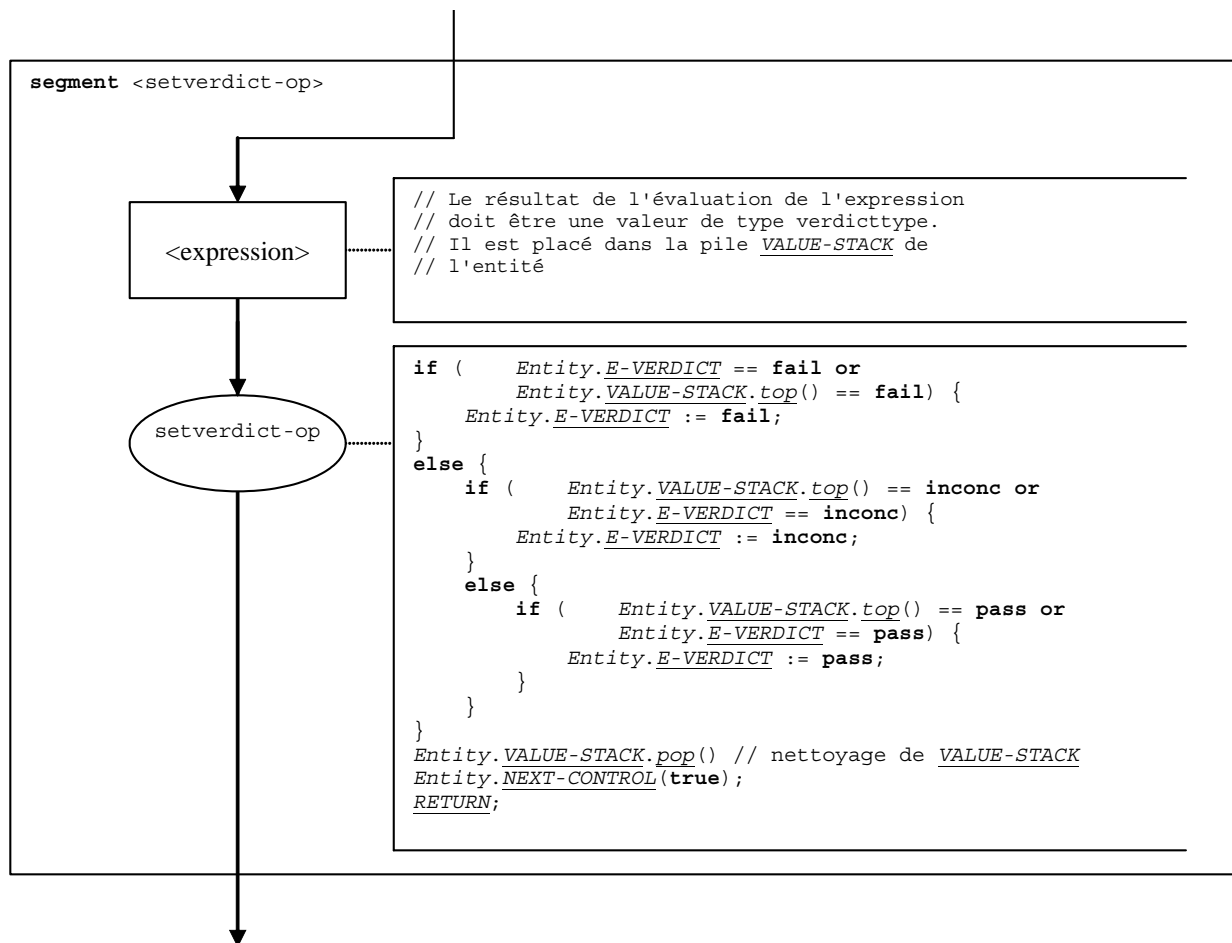 segment <setverdict-op>
<expression>
// Le résultat de l'évaluation de l'expression
// doit être une valeur de type verdicttype.
// Il est placé dans la pile VALUE-STACK de
// l'entité
setverdict-op
if (    Entity.E-VERDICT == fail or
        Entity.VALUE-STACK.top() == fail) {
    Entity.E-VERDICT := fail;
}
else {
    if (    Entity.VALUE-STACK.top() == inconc or
            Entity.E-VERDICT == inconc) {
        Entity.E-VERDICT := inconc;
    }
    else {
        if (    Entity.VALUE-STACK.top() == pass or
                Entity.E-VERDICT == pass) {
            Entity.E-VERDICT := pass;
        }
    }
}
Entity.VALUE-STACK.pop() // nettoyage de VALUE-STACK
Entity.NEXT-CONTROL(true);
RETURN;